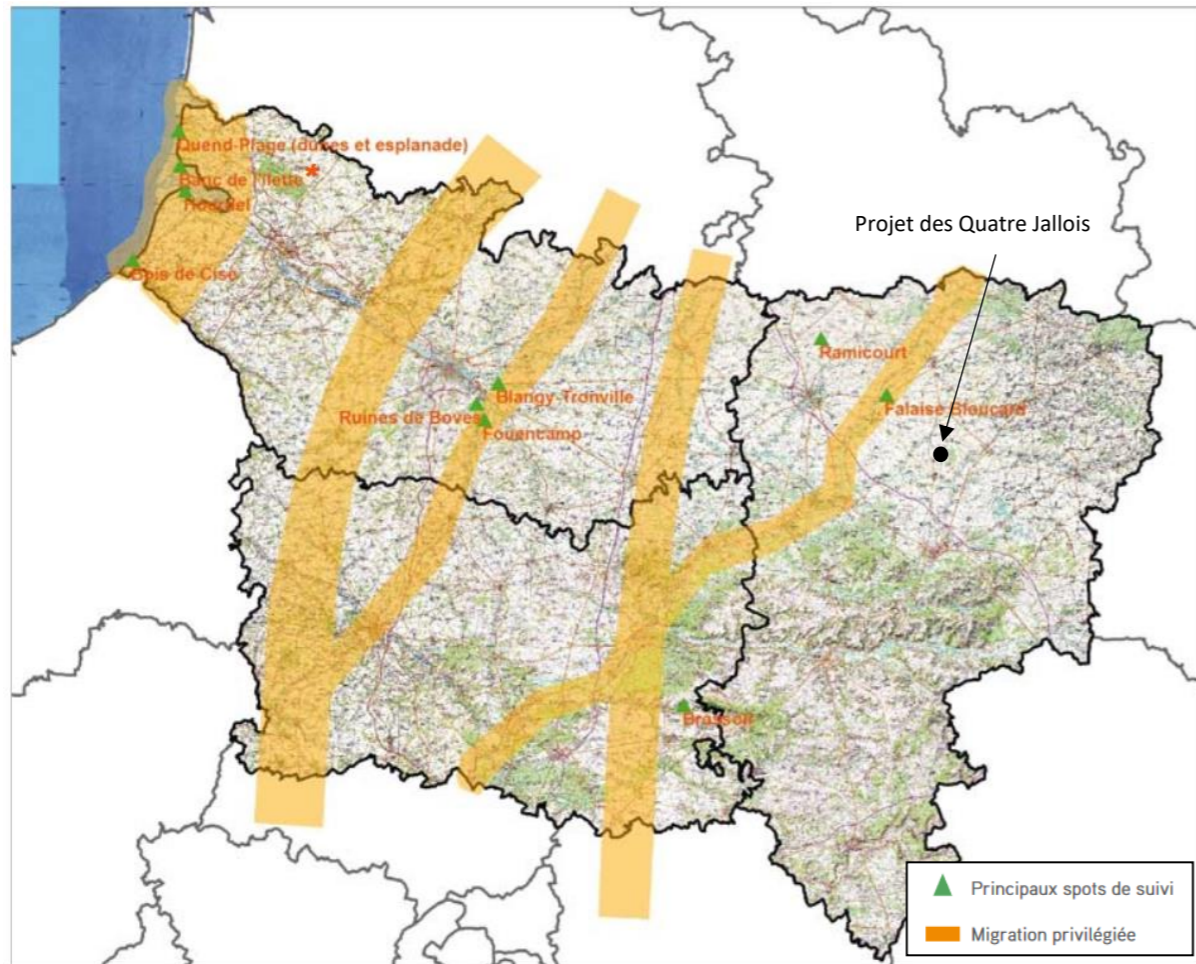 Quend-Plage (dunes et esplanade)
*
Banc de l'Ilette
Hourdel
Bois de Cise
Projet des Quatre Jallois
Ramicourt
Falaise Bloucard
Blangy-Tronville
Ruines de Boves
Fouencamp
Brassoir
Principaux spots de suivi
Migration privilégiée